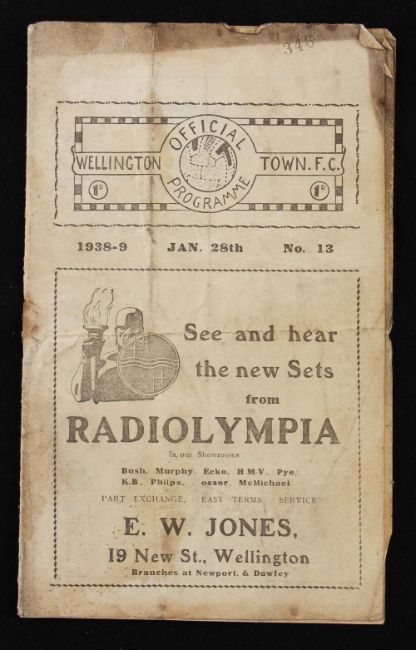 346
OFFICIAL
WELLINGTON TOWN. F.C.
PROGRAMME
1D 1D
1938-9 JAN. 28th No. 13
See and hear
the new Sets
from
RADIOLYMPIA
In our Showrooms
Bush, Murphy, Ecko, H.M.V., Pye,
K.B., Philps, ossor, McMichael
PART EXCHANGE, EASY TERMS SERVICE
E. W. JONES,
19 New St., Wellington
Branches at Newport, & Dawley